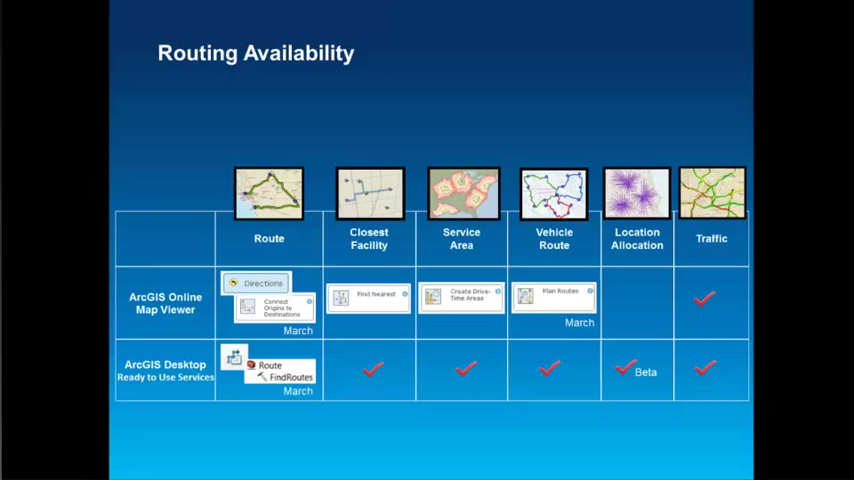 Routing Availability
Route
Closest
Facility
Service
Area
Vehicle
Route
Location
Allocation
Traffic
ArcGIS Online
Map Viewer
Directions
Connect
Origins to
Destinations
March
Find Nearest
Create Drive-
Time Areas
Plan Routes
March
ArcGIS Desktop
Ready to Use Services
Route
FindRoutes
March
Beta